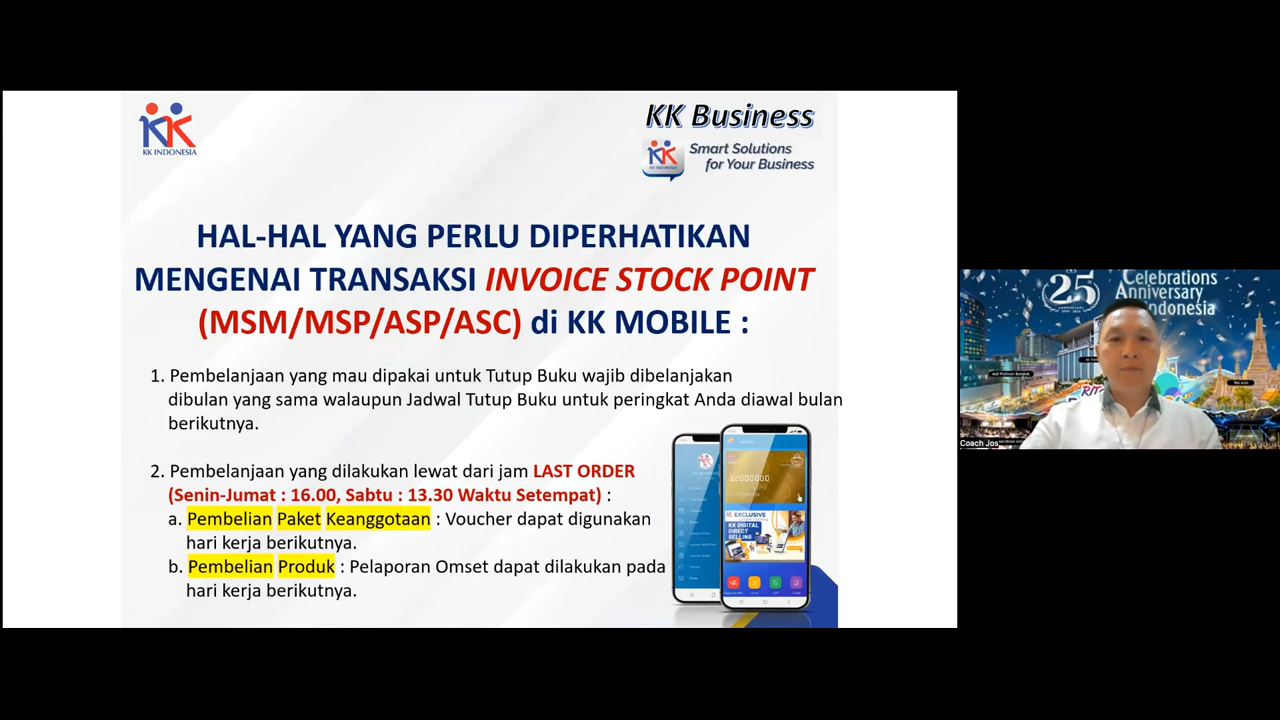 KK INDONESIA
KK Business
KK INDONESIA
Smart Solutions
for Your Business
HAL-HAL YANG PERLU DIPERHATIKAN
MENGENAI TRANSAKSI INVOICE STOCK POINT
(MSM/MSP/ASP/ASC) di KK MOBILE :
1. Pembelanjaan yang mau dipakai untuk Tutup Buku wajib dibelanjakan
dibulan yang sama walaupun Jadwal Tutup Buku untuk peringkat Anda diawal bulan
berikutnya.
2. Pembelanjaan yang dilakukan lewat dari jam LAST ORDER
(Senin-Jumat : 16.00, Sabtu : 13.30 Waktu Setempat) :
a. Pembelian Paket Keanggotaan : Voucher dapat digunakan
hari kerja berikutnya.
b. Pembelian Produk : Pelaporan Omset dapat dilakukan pada
hari kerja berikutnya.
EXCLUSIVE
KK DIGITAL
DIRECT
SELLING
25
Celebrations
Anniversary
Indonesia
Coach Jos